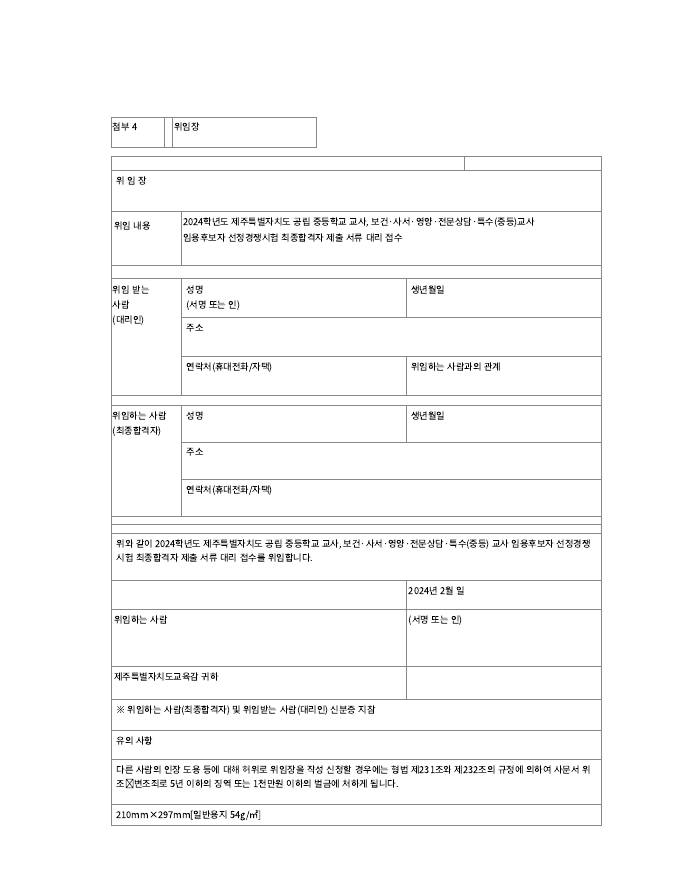 첨부 4
위임장
위 임 장
위임 내용
2024학년도 제주특별자치도 공립 중등학교 교사, 보건·사서·영양·전문상담·특수(중등)교사
임용후보자 선정경쟁시험 최종합격자 제출 서류 대리 접수
위임 받는
사람
(대리인)
성명
(서명 또는 인)
생년월일
주소
연락처(휴대전화/자택)
위임하는 사람과의 관계
위임하는 사람
(최종합격자)
성명
생년월일
주소
연락처(휴대전화/자택)
위와 같이 2024학년도 제주특별자치도 공립 중등학교 교사, 보건·사서·영양·전문상담·특수(중등) 교사 임용후보자 선정경쟁
시험 최종합격자 제출 서류 대리 접수를 위임합니다.
2024년 2월 일
위임하는 사람
(서명 또는 인)
제주특별자치도교육감 귀하
※ 위임하는 사람(최종합격자) 및 위임받는 사람(대리인) 신분증 지참
유의 사항
다른 사람의 인장 도용 등에 대해 허위로 위임장을 작성 신청할 경우에는 형법 제231조와 제232조의 규정에 의하여 사문서 위
조변조죄로 5년 이하의 징역 또는 1천만원 이하의 벌금에 처하게 됩니다.
210mm×297mm[일반용지 54g/㎡]